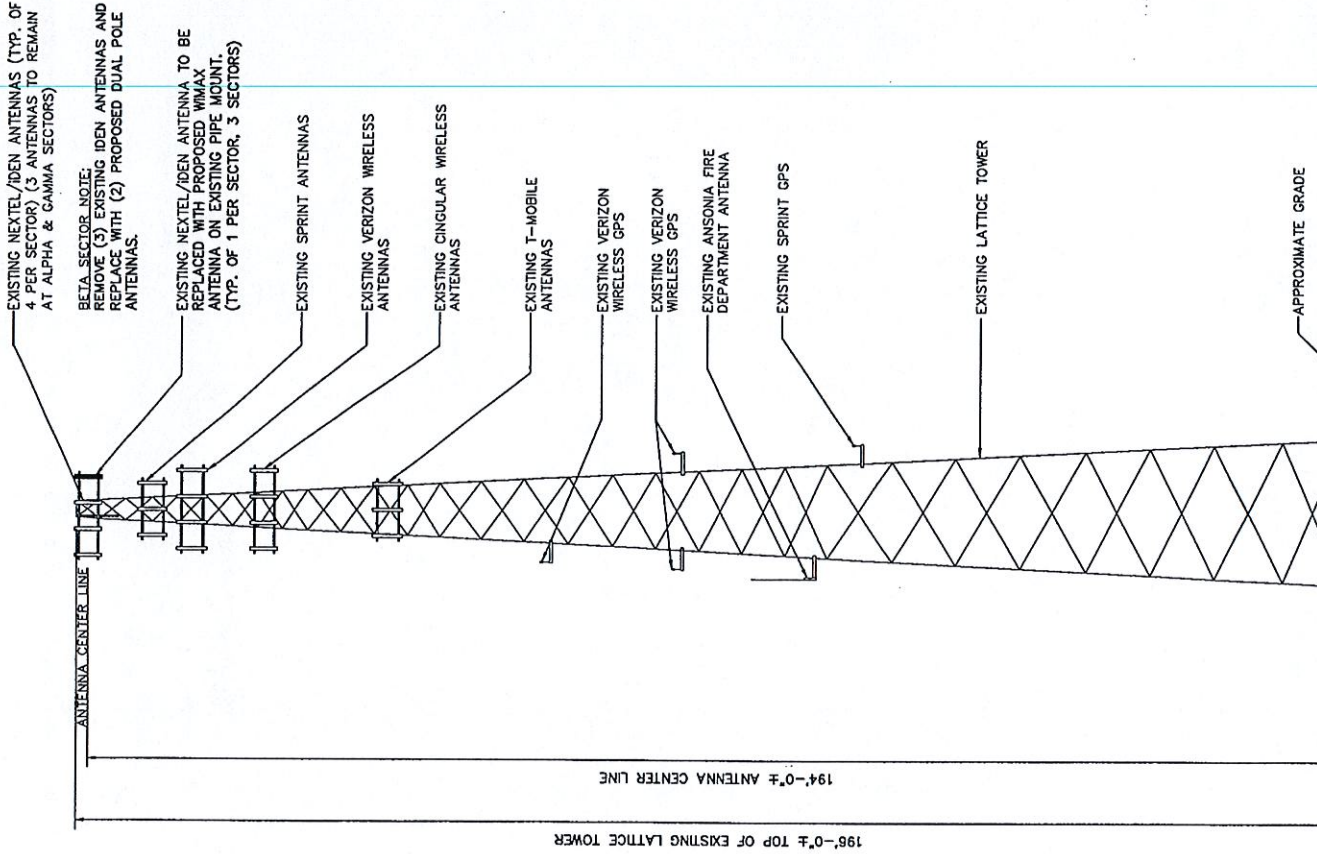 EXISTING NEXTEL/IDEN ANTENNAS (TYP. OF
4 PER SECTOR) (3 ANTENNAS TO REMAIN
AT ALPHA & GAMMA SECTORS)
BETA SECTOR NOTE:
REMOVE (3) EXISTING IDEN ANTENNAS AND
REPLACE WITH (2) PROPOSED DUAL POLE
ANTENNAS.
EXISTING NEXTEL/IDEN ANTENNA TO BE
REPLACED WITH PROPOSED WIMAX
ANTENNA ON EXISTING PIPE MOUNT.
(TYP. OF 1 PER SECTOR, 3 SECTORS)
EXISTING SPRINT ANTENNAS
EXISTING VERIZON WIRELESS
ANTENNAS
EXISTING CINGULAR WIRELESS
ANTENNAS
EXISTING T-MOBILE
ANTENNAS
EXISTING VERIZON
WIRELESS GPS
EXISTING VERIZON
WIRELESS GPS
EXISTING ANSONIA FIRE
DEPARTMENT ANTENNA
EXISTING SPRINT GPS
EXISTING LATTICE TOWER
APPROXIMATE GRADE
ANTENNA CENTER LINE
194'-0"± ANTENNA CENTER LINE
196'-0"± TOP OF EXISTING LATTICE TOWER